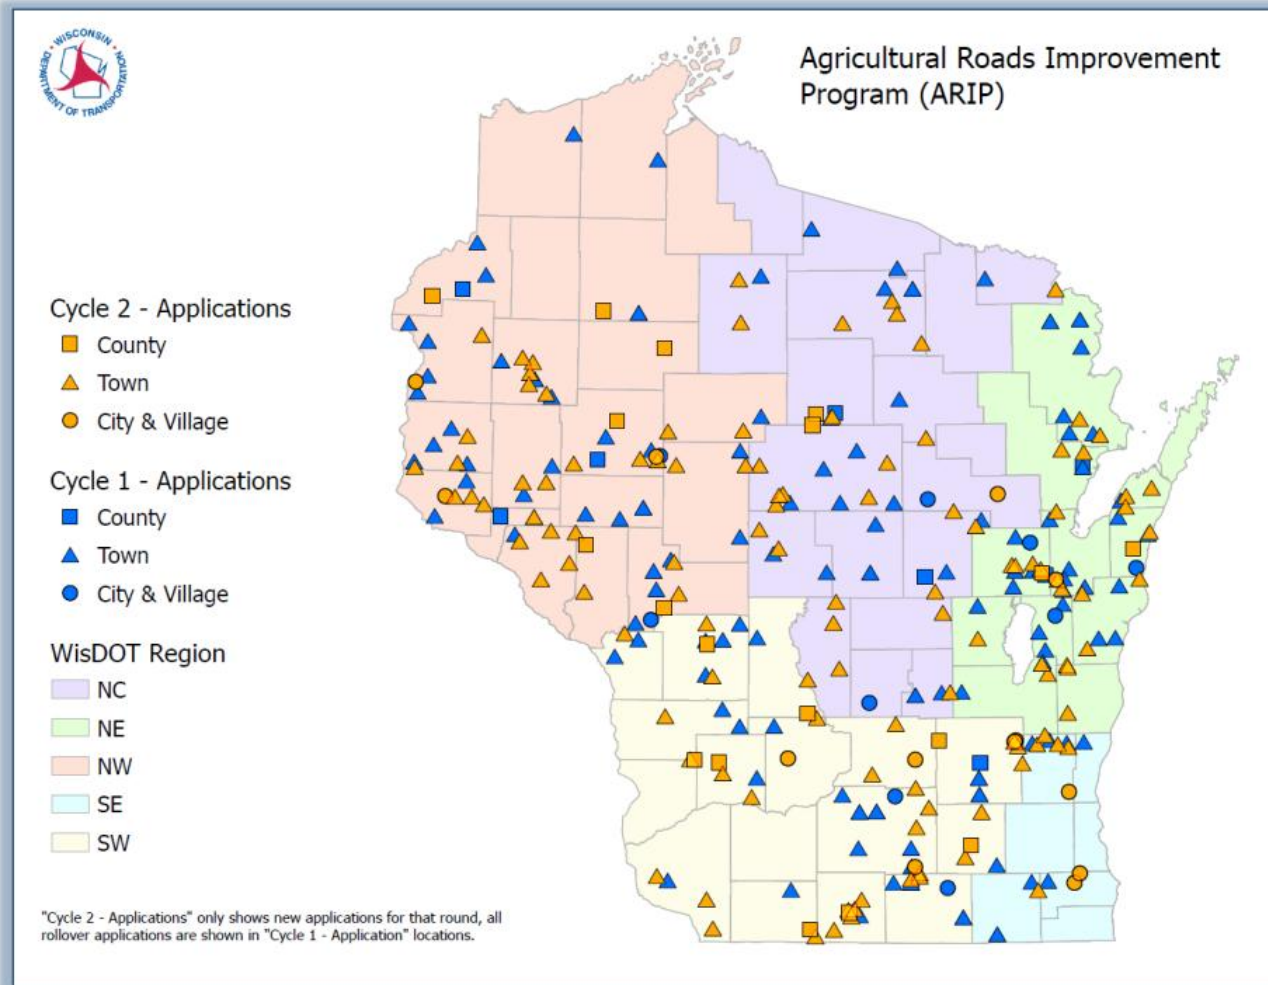 WISCONSIN
DEPARTMENT OF TRANSPORTATION
Agricultural Roads Improvement
Program (ARIP)
Cycle 2 - Applications
County
Town
City & Village
Cycle 1 - Applications
County
Town
City & Village
WisDOT Region
NC
NE
NW
SE
SW
"Cycle 2 - Applications" only shows new applications for that round, all
rollover applications are shown in "Cycle 1 - Application" locations.